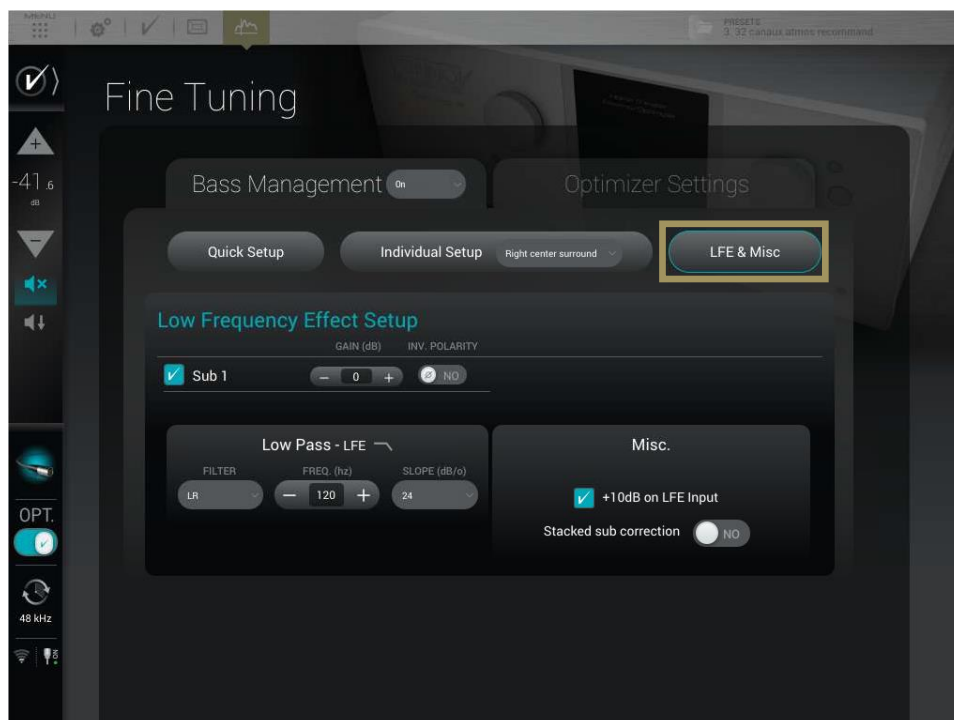 MENU
PRESETS
3. 32 canaux atmos recommand
Fine Tuning
+
-41 .6
dB
-
Bass Management On
Optimizer Settings
Quick Setup
Individual Setup Right center surround
LFE & Misc
Low Frequency Effect Setup
GAIN (dB) INV. POLARITY
Sub 1 - 0 + NO
Low Pass - LFE
FILTER FREQ. (hz) SLOPE (dB/o)
LR - 120 + 24
Misc.
+10dB on LFE Input
Stacked sub correction NO
OPT.
48 kHz
NO